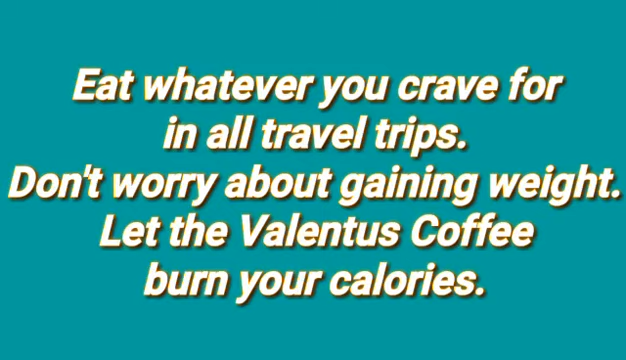 Eat whatever you crave for
in all travel trips.
Don't worry about gaining weight.
Let the Valentus Coffee
burn your calories.